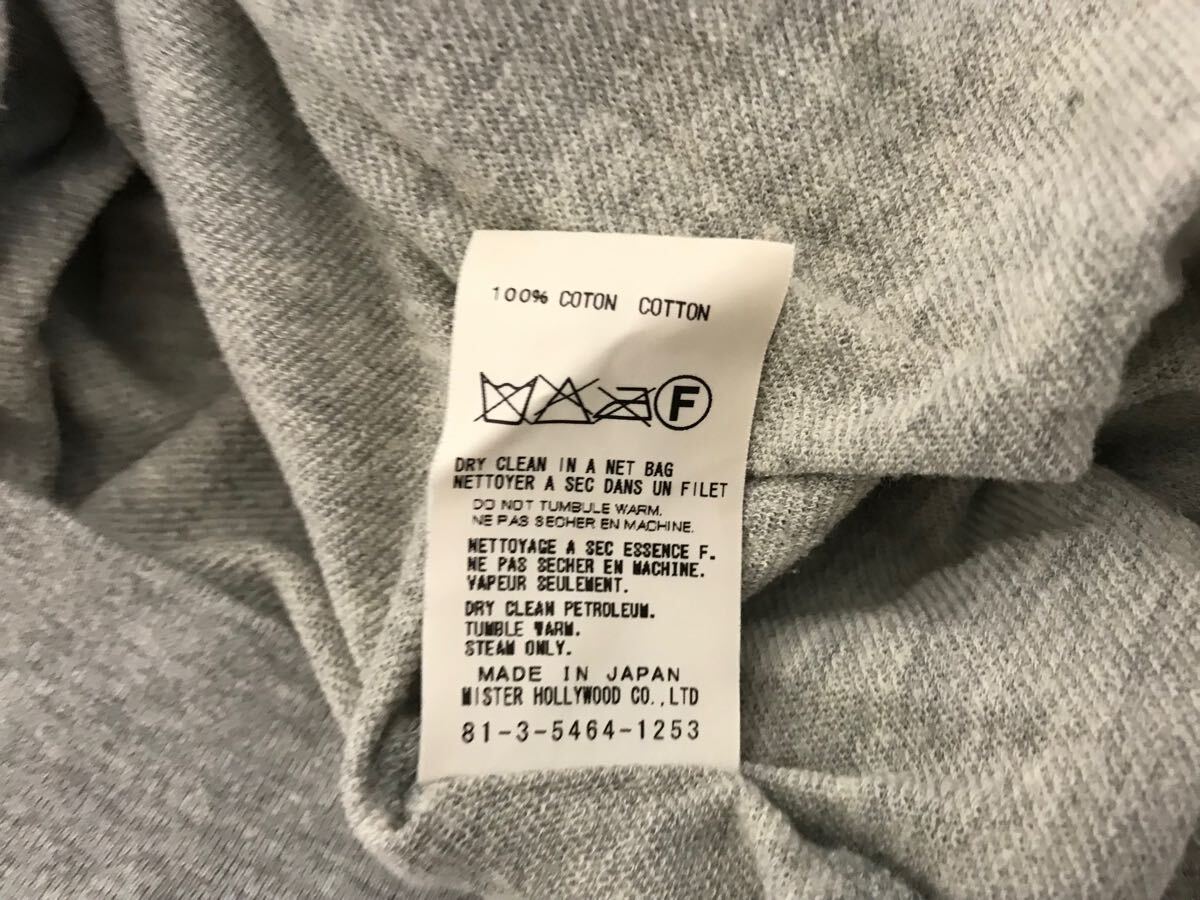 100% COTON COTTON
F
DRY CLEAN IN A NET BAG
NETTOYER A SEC DANS UN FILET
DO NOT TUMBULE WARM.
NE PAS SECHER EN MACHINE.
NETTOYAGE A SEC ESSENCE F.
NE PAS SECHER EN MACHINE.
VAPEUR SEULEMENT.
DRY CLEAN PETROLEUM.
TUMBLE WARM.
STEAM ONLY.
MADE IN JAPAN
MISTER HOLLYWOOD CO.,LTD
81-3-5464-1253